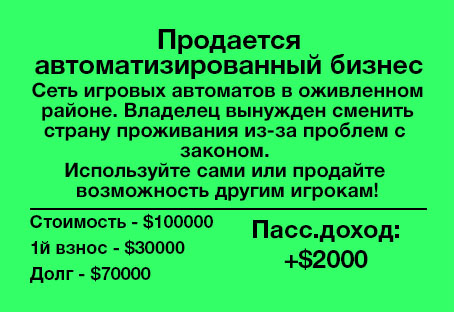 Продается
автоматизированный бизнес
Сеть игровых автоматов в оживленном
районе. Владелец вынужден сменить
страну проживания из-за проблем с
законом.
Используйте сами или продайте
возможность другим игрокам!
Стоимость - $100000
1й взнос - $30000
Долг - $70000
Пасс.доход:
+$2000